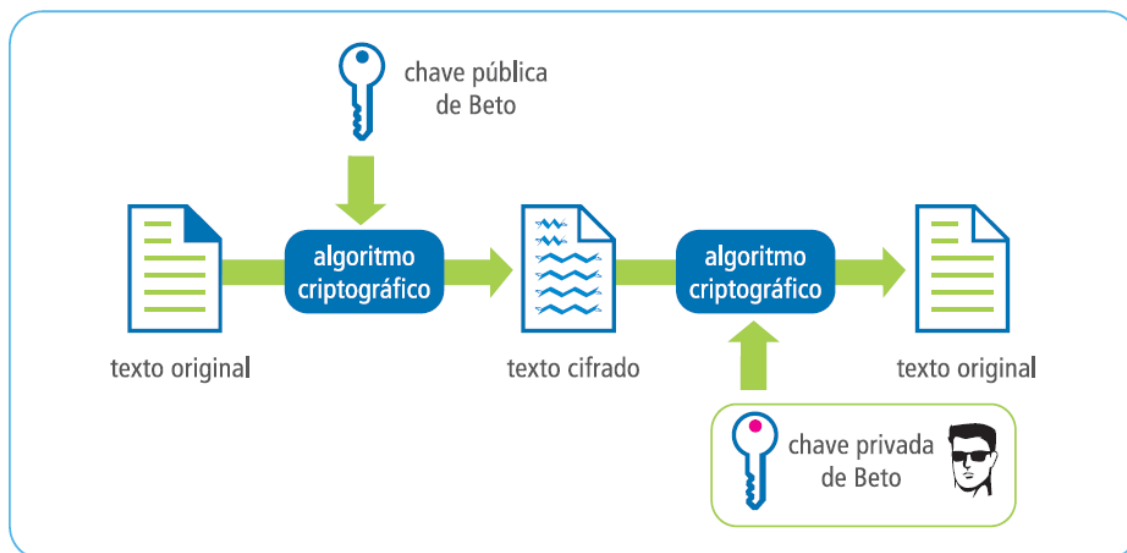 chave pública
de Beto
algoritmo
criptográfico
algoritmo
criptográfico
texto original
texto cifrado
texto original
chave privada
de Beto